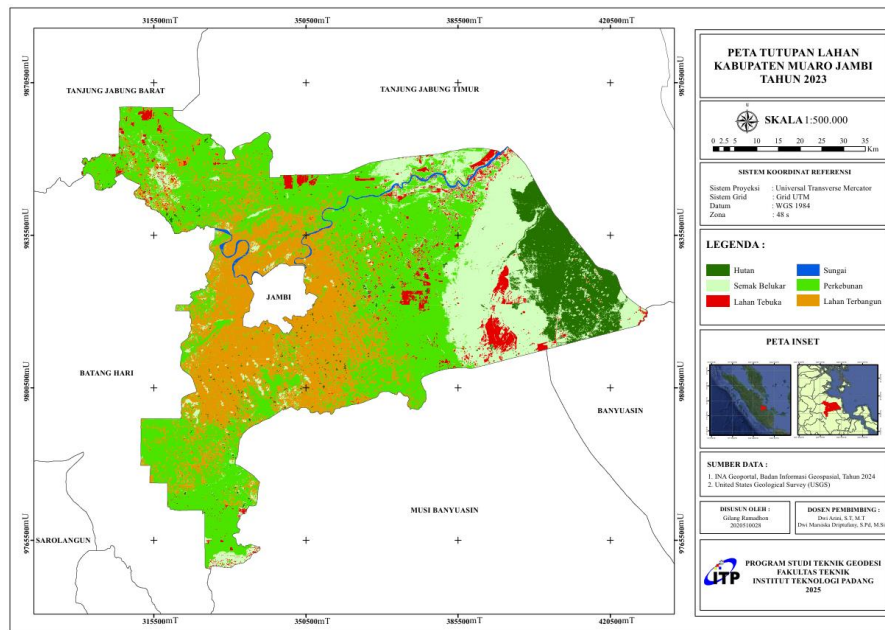 315500mT 350500mT 385500mT 420500mT
9870500mU 9870500mU
9835500mU 9835500mU
9800500mU 9800500mU
9765500mU 9765500mU
TANJUNG JABUNG BARAT
TANJUNG JABUNG TIMUR
JAMBI
BATANG HARI
BANYUASIN
MUSI BANYUASIN
SAROLANGUN
315500mT 350500mT 385500mT 420500mT
PETA TUTUPAN LAHAN
KABUPATEN MUARO JAMBI
TAHUN 2023
SKALA 1:500.000
0 2,5 5 10 15 20 25 30 35
Km
SISTEM KOORDINAT REFERENSI
Sistem Proyeksi : Universal Transverse Mercator
Sistem Grid : Grid UTM
Datum : WGS 1984
Zona : 48 s
LEGENDA :
Hutan Sungai
Semak Belukar Perkebunan
Lahan Tebuka Lahan Terbangun
PETA INSET
SUMBER DATA :
1. INA Geoportal, Badan Informasi Geospasial, Tahun 2024
2. United States Geological Survey (USGS)
DISUSUN OLEH :
Gilang Ramadhon
2020510028
DOSEN PEMBIMBING :
Dwi Arini, S.T, M.T
ITP
PROGRAM STUDI TEKNIK GEODESI
FAKULTAS TEKNIK
INSTITUT TEKNOLOGI PADANG
2025